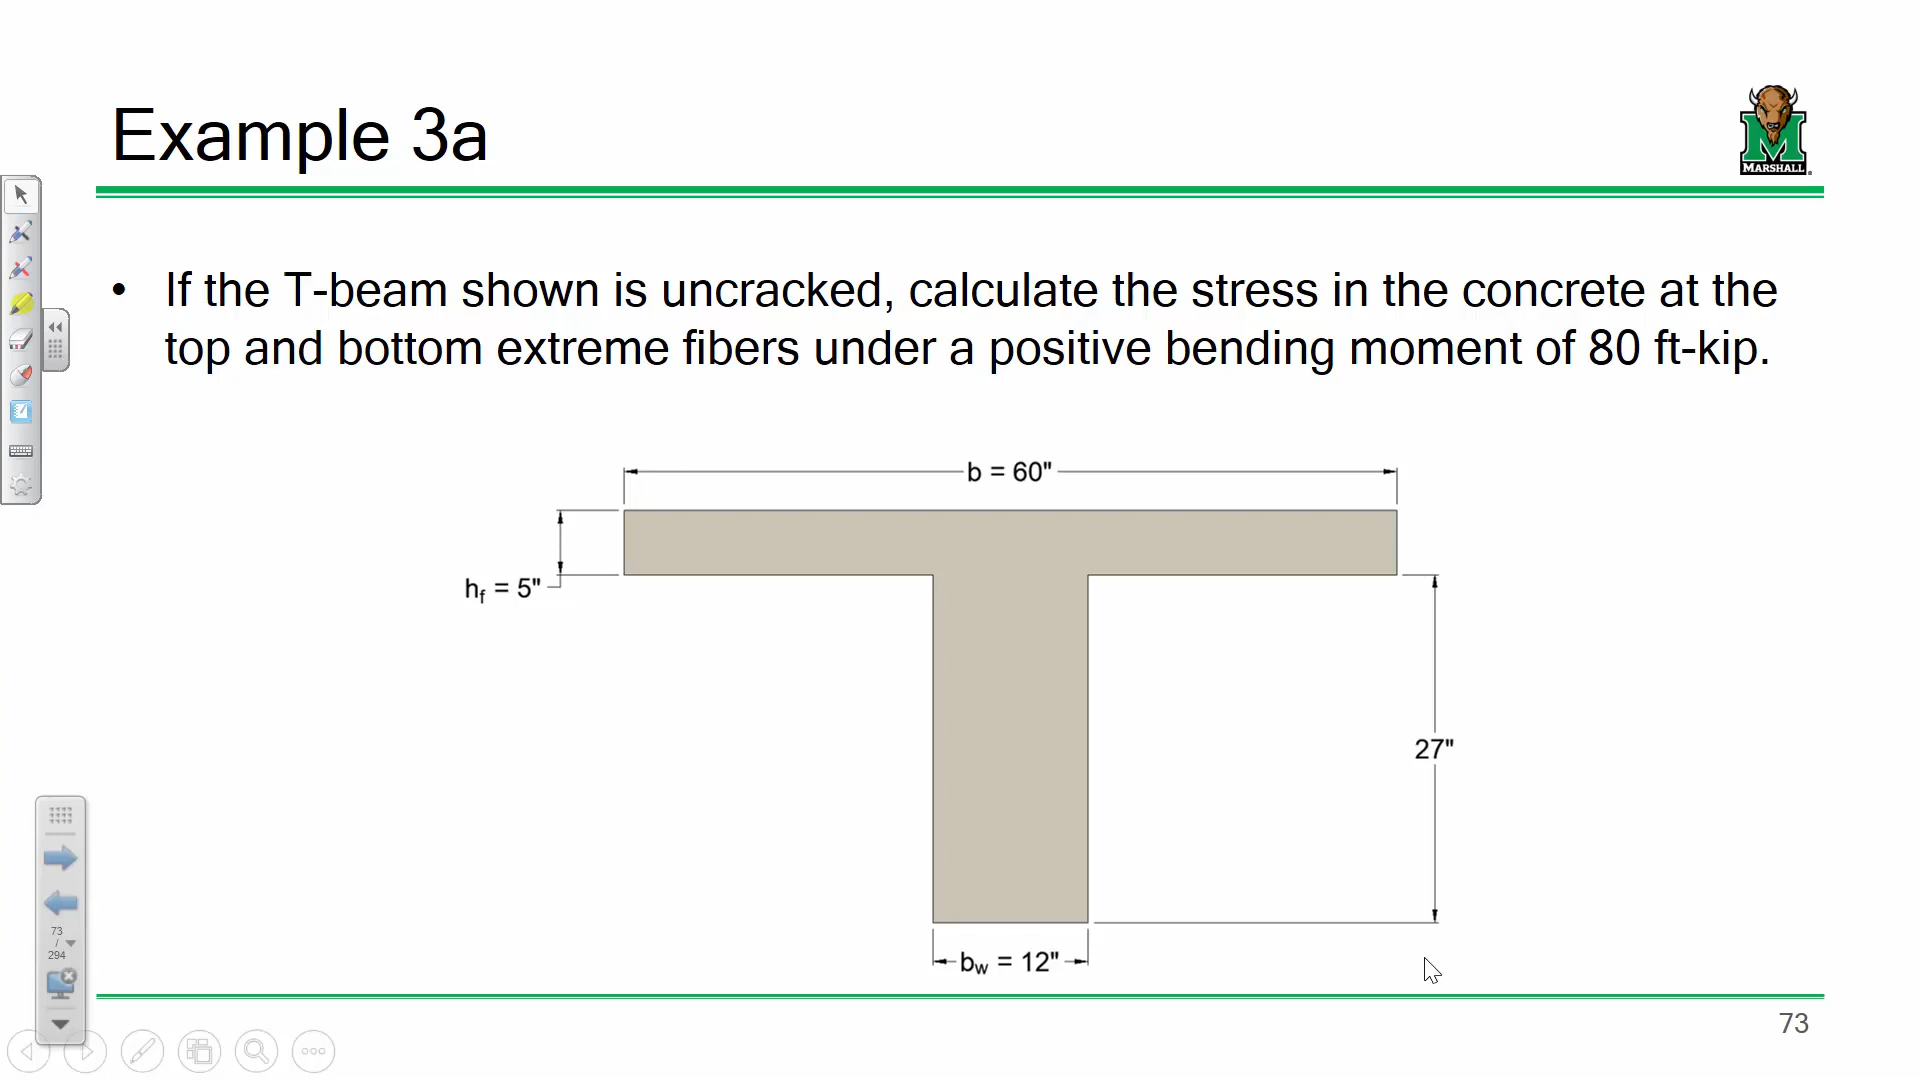 Example 3a
MARSHALL
• If the T-beam shown is uncracked, calculate the stress in the concrete at the
top and bottom extreme fibers under a positive bending moment of 80 ft-kip.
b = 60"
hf = 5"
27"
bw = 12"
73
/
294
73